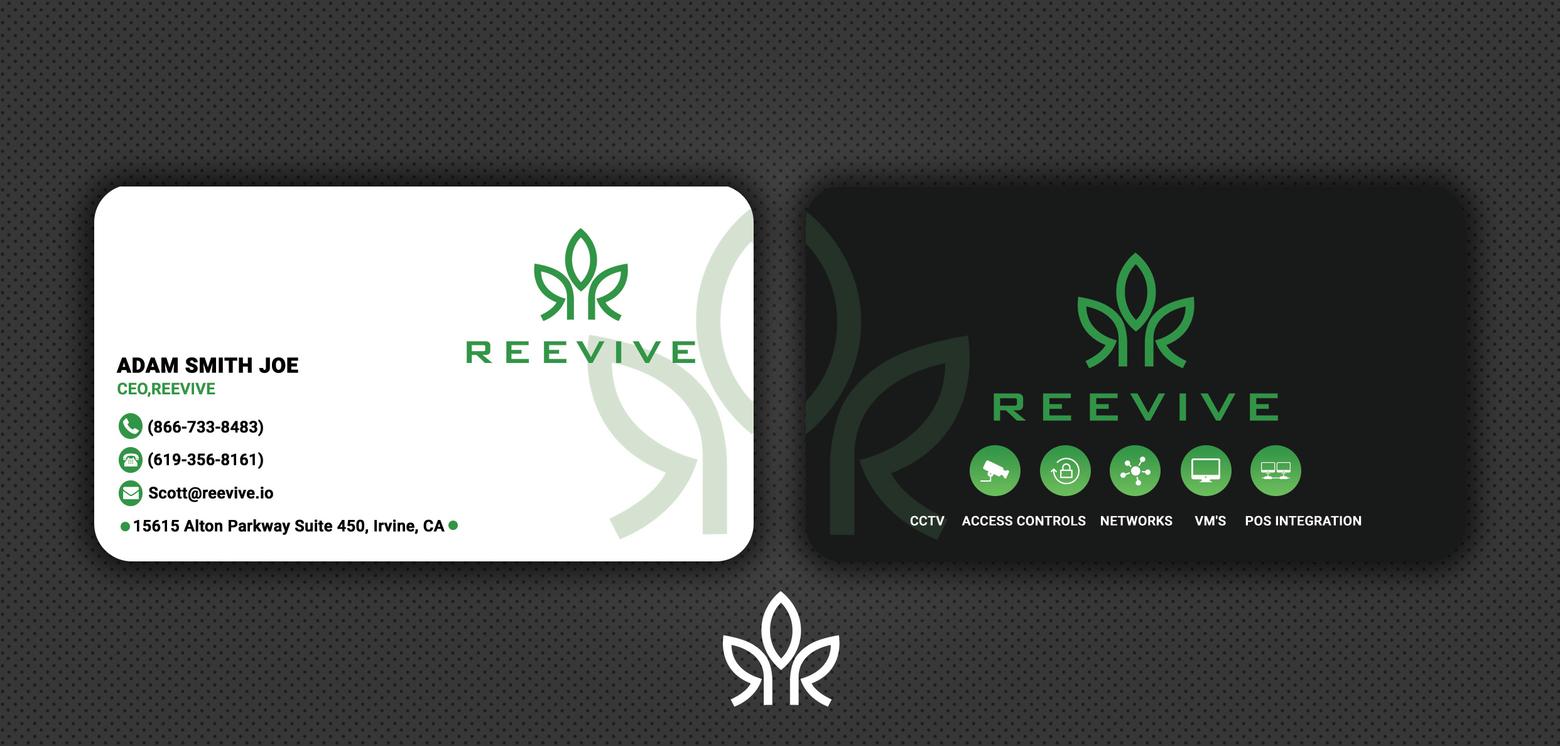 REEVIVE
ADAM SMITH JOE
CEO,REEVIVE
(866-733-8483)
(619-356-8161)
Scott@reevive.io
15615 Alton Parkway Suite 450, Irvine, CA
REEVIVE
CCTV ACCESS CONTROLS NETWORKS VM'S POS INTEGRATION